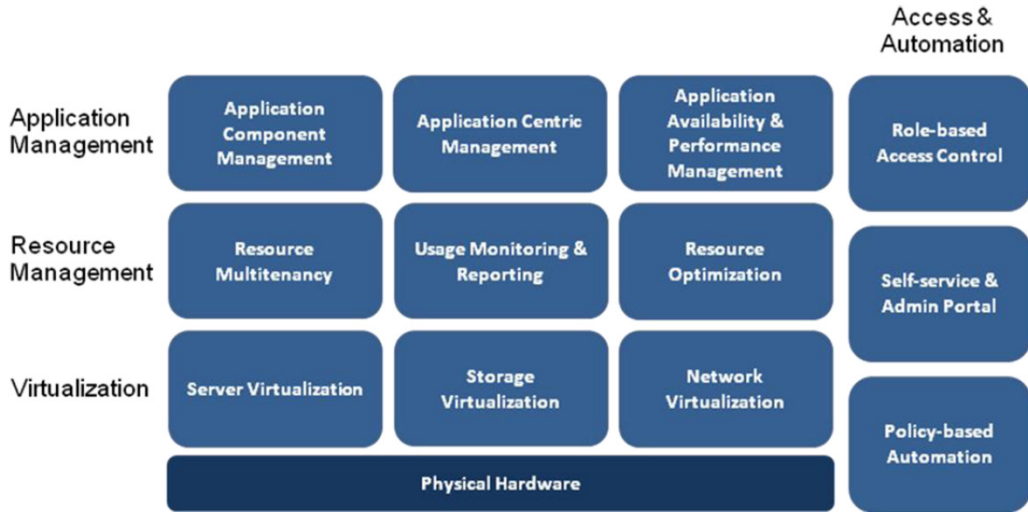 Access &
Automation
Application
Management
Application
Component
Management
Application Centric
Management
Application
Availability &
Performance
Management
Role-based
Access Control
Resource
Management
Resource
Multitenancy
Usage Monitoring &
Reporting
Resource
Optimization
Self-service &
Admin Portal
Virtualization
Server Virtualization
Storage
Virtualization
Network
Virtualization
Policy-based
Automation
Physical Hardware